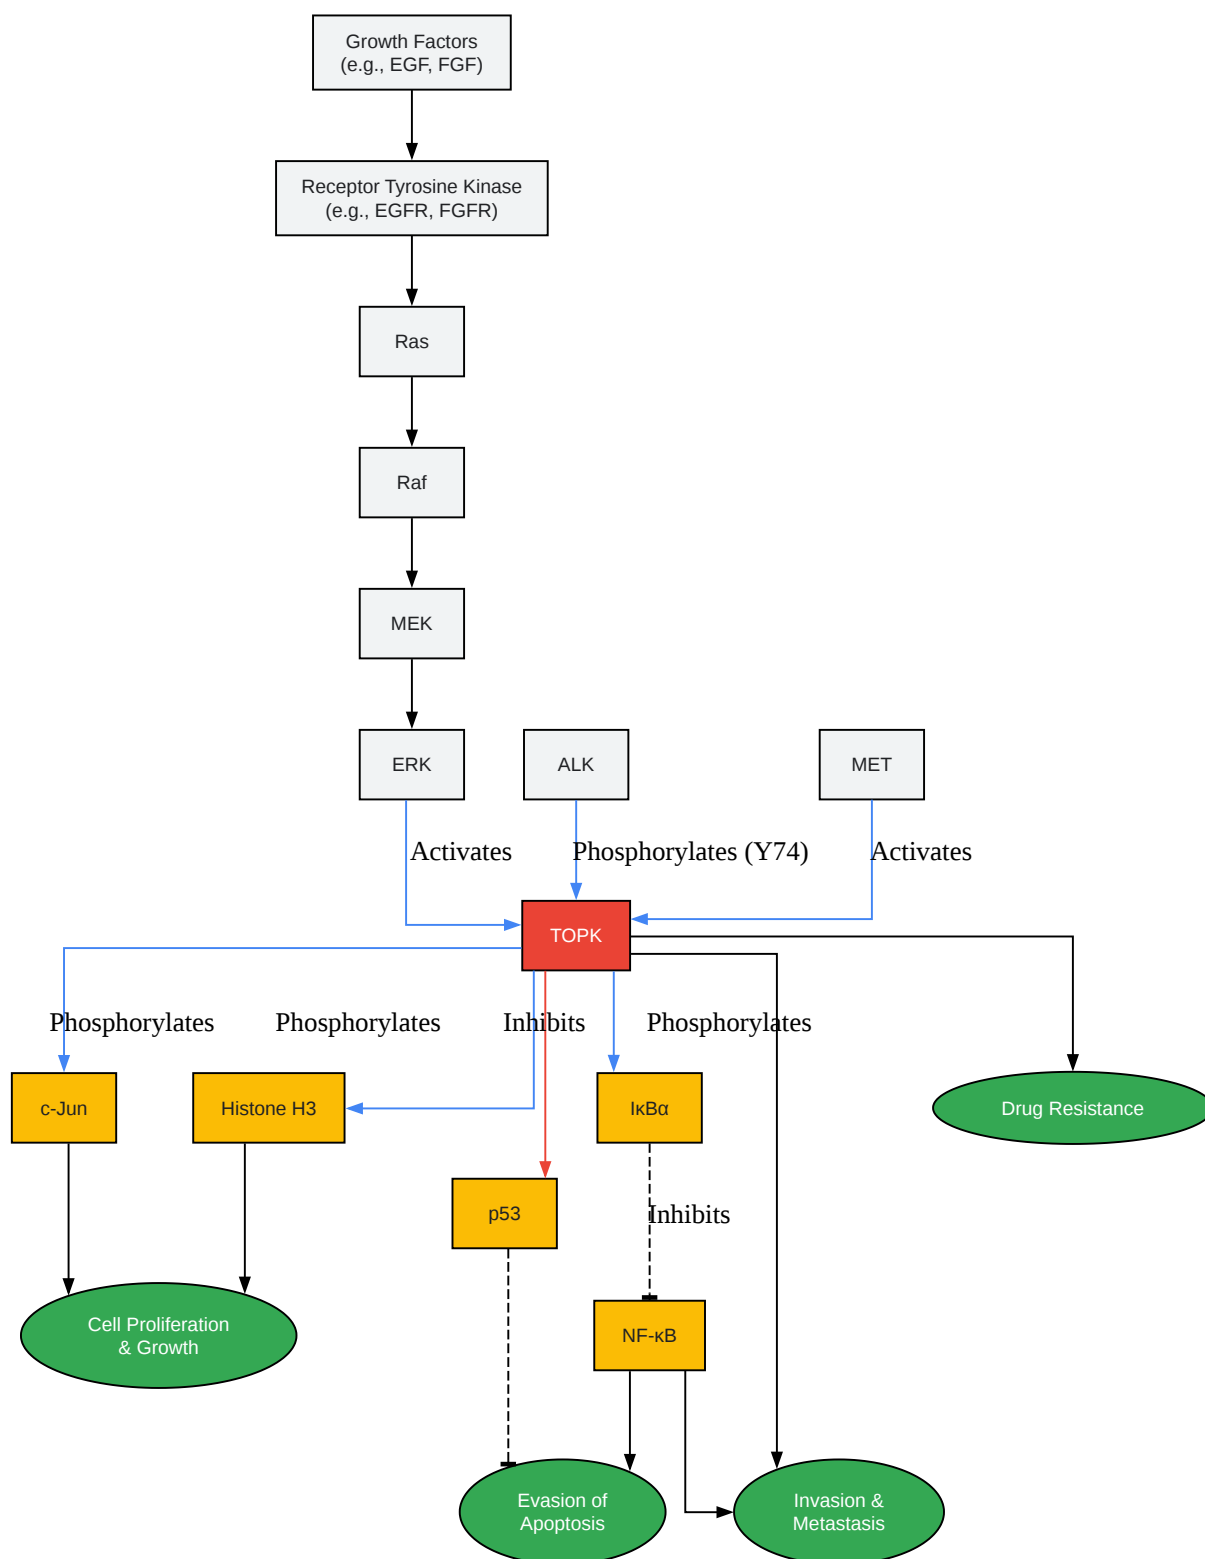 Growth Factors
(e.g., EGF, FGF)
Receptor Tyrosine Kinase
(e.g., EGFR, FGFR)
Ras
Raf
MEK
ERK
ALK
MET
Activates
Phosphorylates (Y74)
Activates
TOPK
Phosphorylates
Phosphorylates
Inhibits
Phosphorylates
c-Jun
Histone H3
IκBα
Drug Resistance
p53
Inhibits
Cell Proliferation
& Growth
NF-κB
Evasion of
Apoptosis
Invasion &
Metastasis